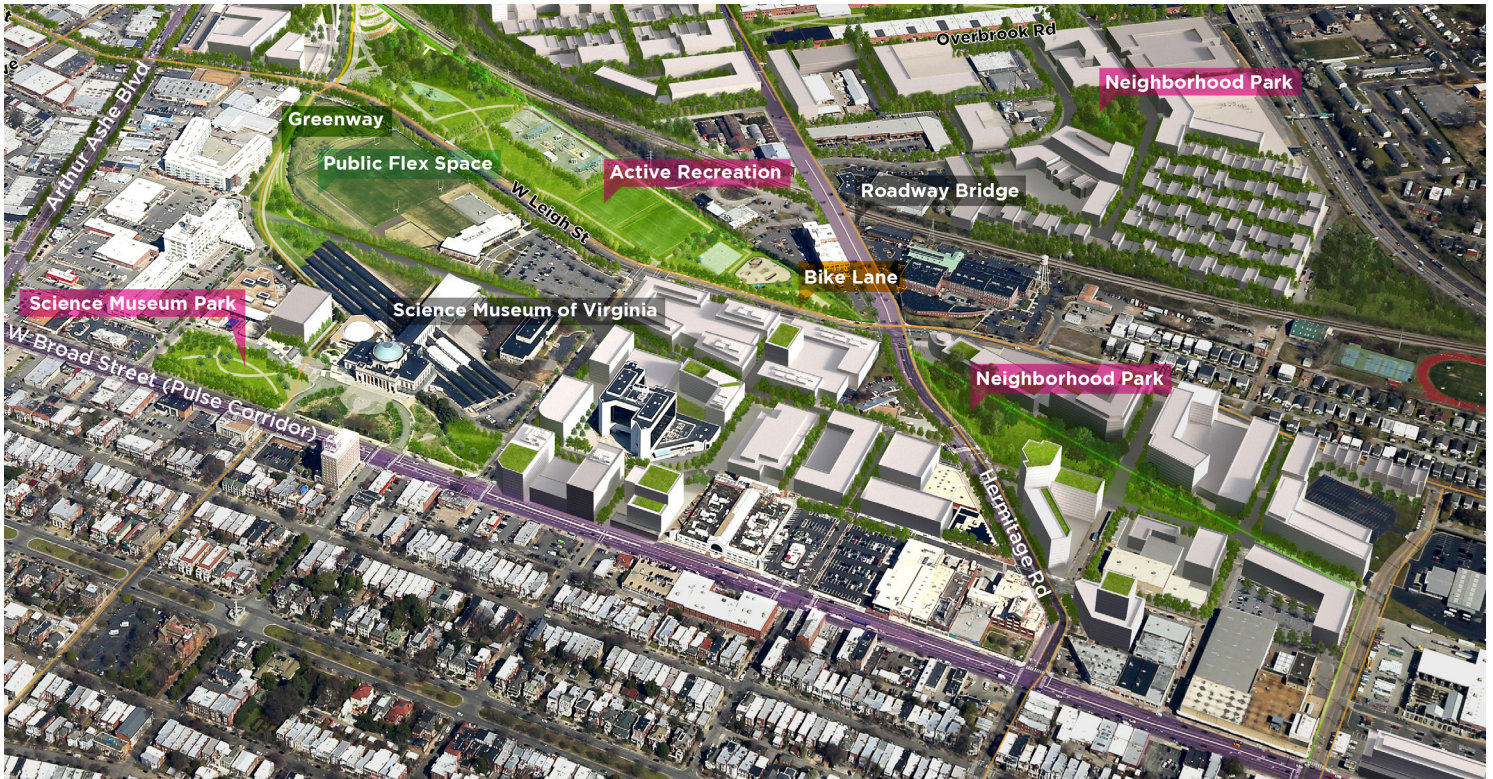 Overbrook Rd
Neighborhood Park
Arthur Ashe Blvd
Greenway
Public Flex Space
Active Recreation
W Leigh St
Roadway Bridge
Bike Lane
Science Museum Park
Science Museum of Virginia
W Broad Street (Pulse Corridor)
Neighborhood Park
Hermitage Rd